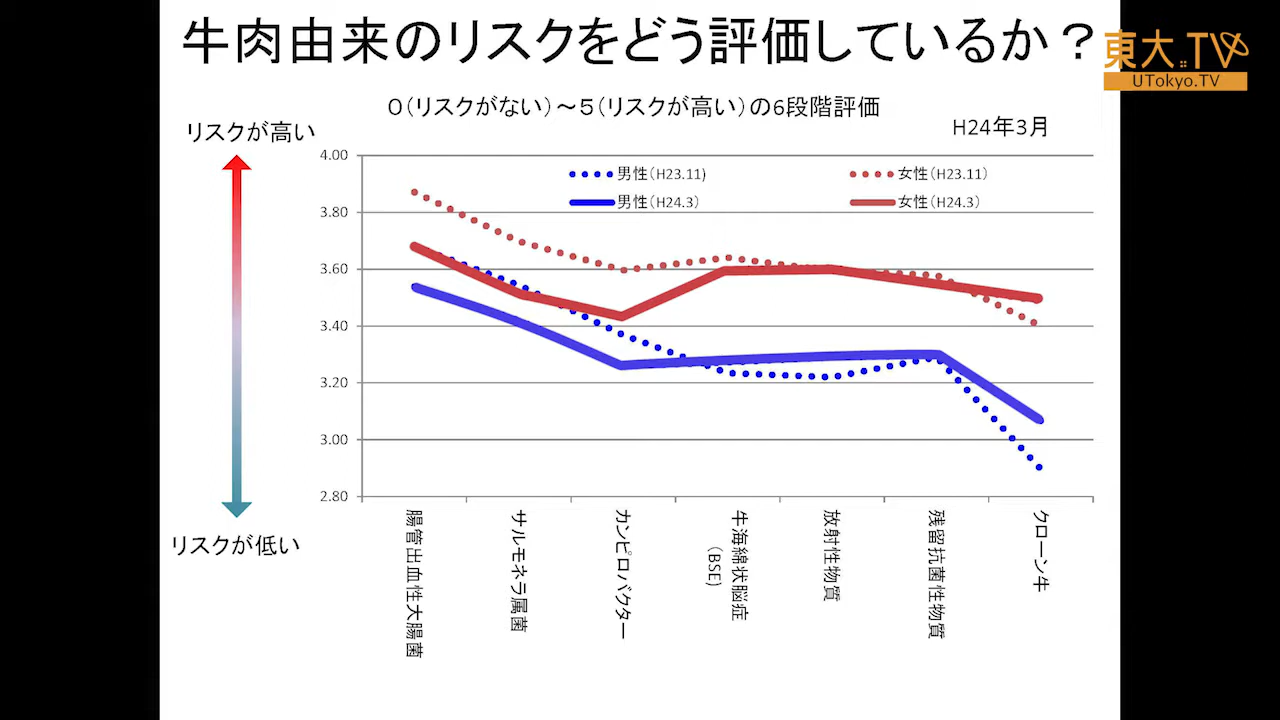 牛肉由来のリスクをどう評価しているか？
東大TV
UTokyo.TV
０（リスクがない）～５（リスクが高い）の6段階評価
H24年3月
リスクが高い
リスクが低い
男性（H23.11）
女性（H23.11）
男性（H24.3）
女性（H24.3）
4.00
3.80
3.60
3.40
3.20
3.00
2.80
腸管出血性大腸菌
サルモネラ属菌
カンピロバクター
牛海綿状脳症
（BSE）
放射性物質
残留抗菌性物質
クローン牛